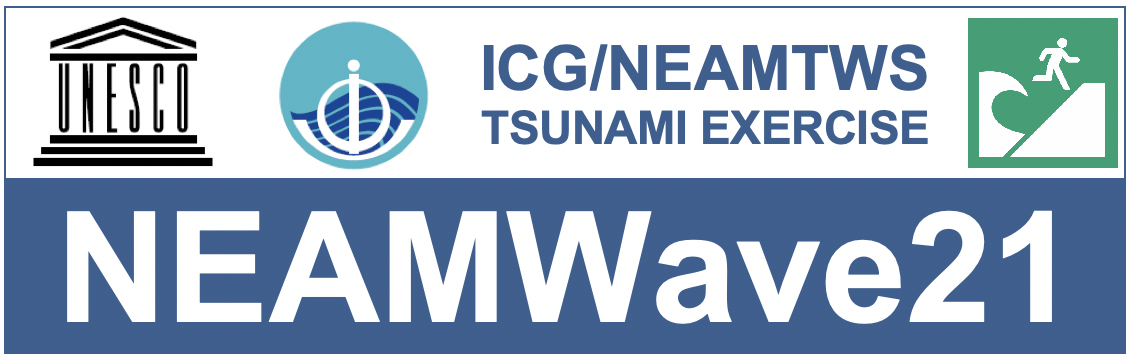 UNESCO
ICG/NEAMTWS
TSUNAMI EXERCISE
NEAMWave21